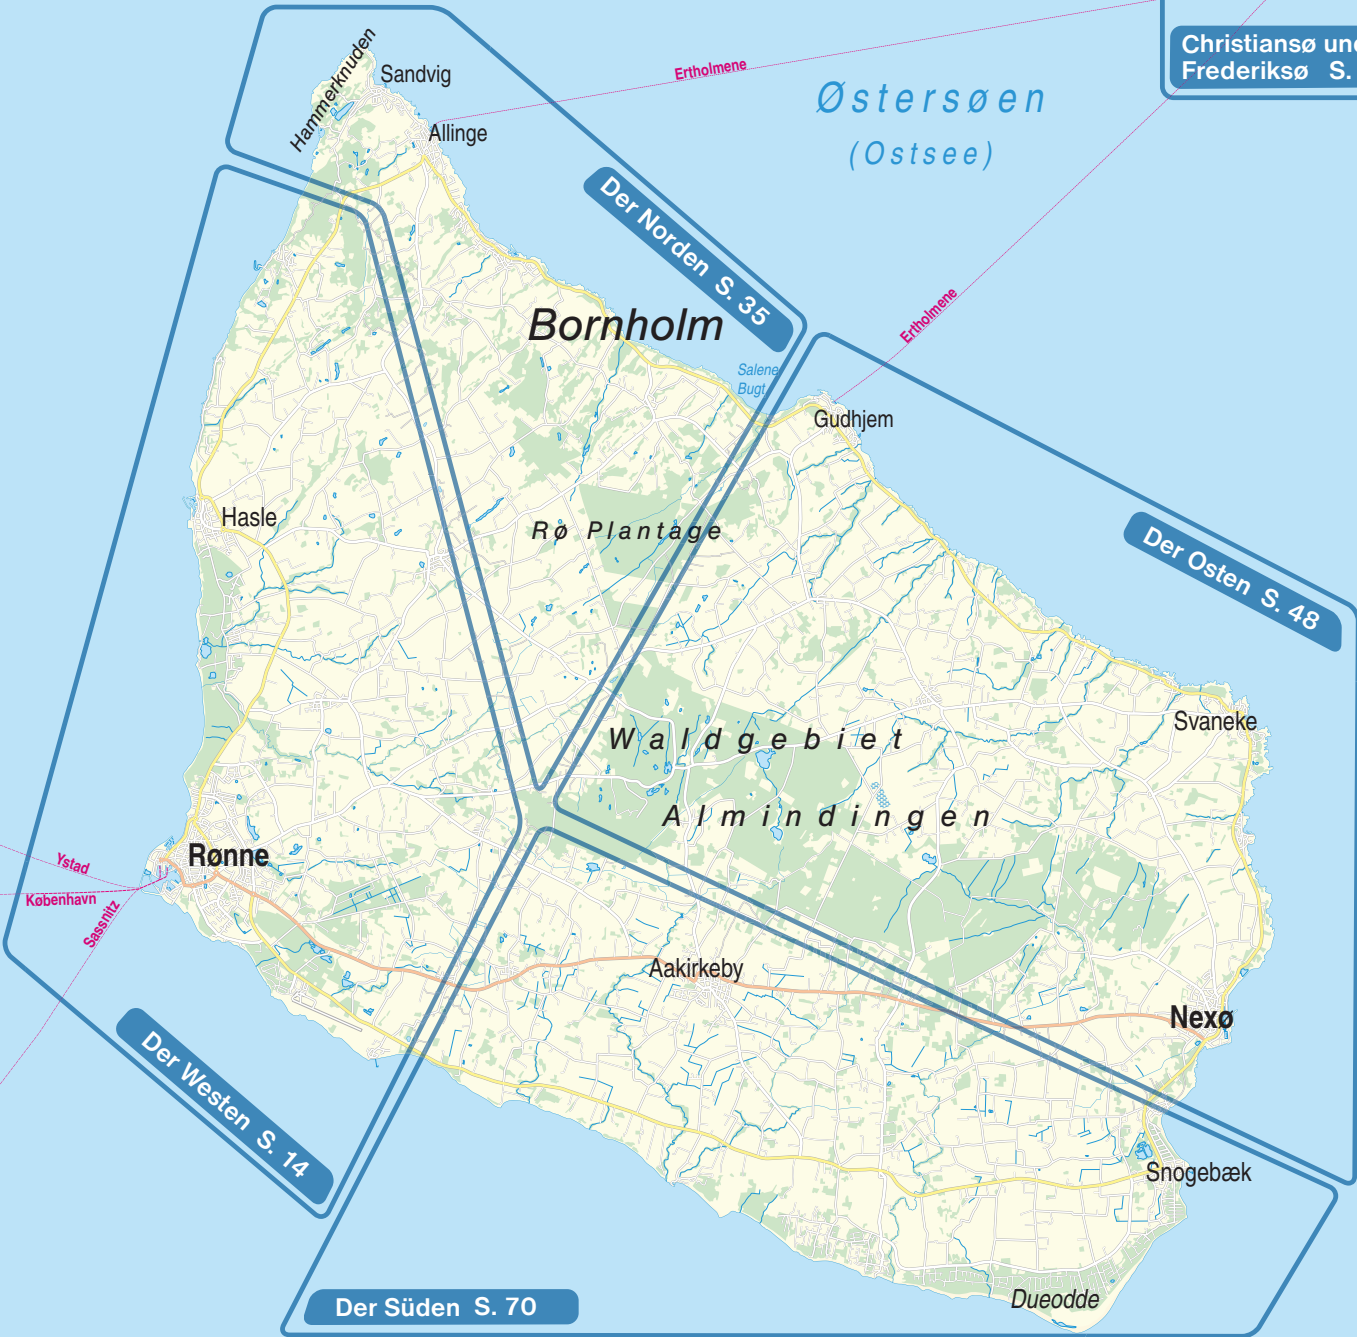 Christiansø und
Frederiksø S.
Hammerknuden
Sandvig
Allinge
Ertholmene
Østersøen
(Ostsee)
Der Norden S. 35
Bornholm
Ertholmene
Salene
Bugt
Gudhjem
Hasle
Rø Plantage
Der Osten S. 48
Svaneke
Waldgebiet
Almindingen
Rønne
Ystad
København
Sassnitz
Aakirkeby
Nexø
Der Westen S. 14
Snogebæk
Dueodde
Der Süden S. 70